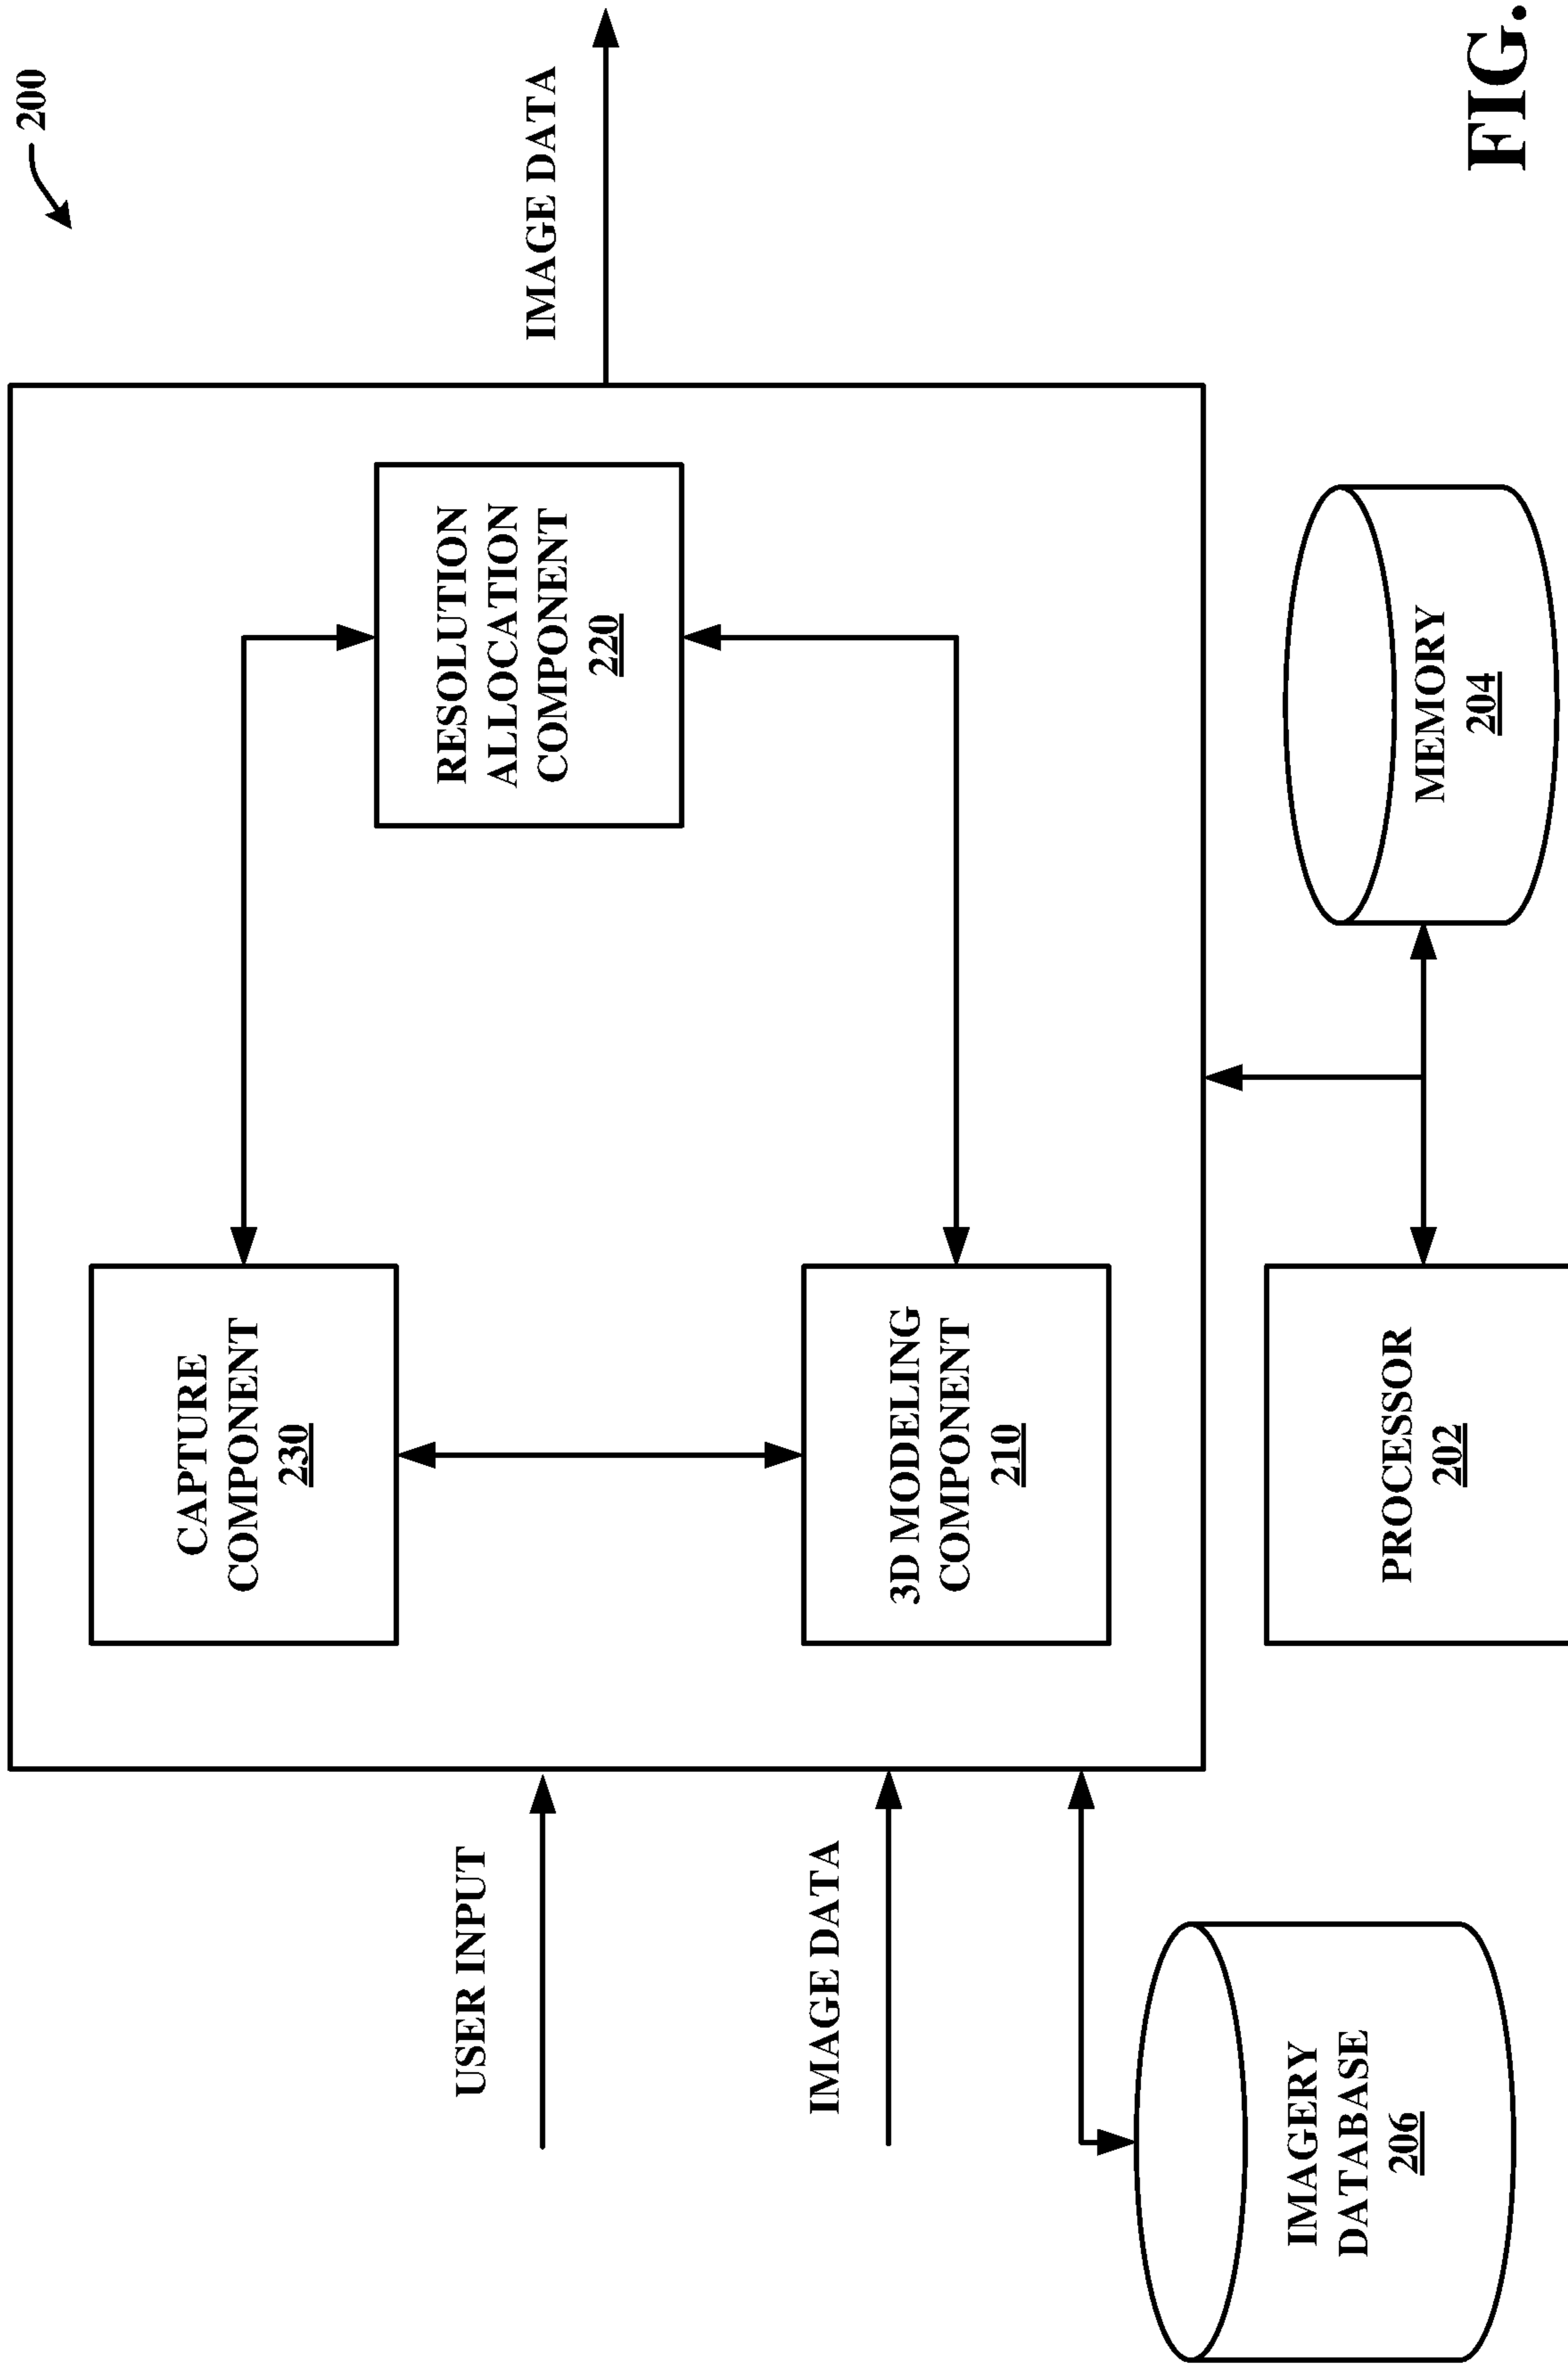 200
CAPTURE
COMPONENT
230
RESOLUTION
ALLOCATION
COMPONENT
220
USER INPUT
IMAGE DATA
IMAGE DATA
3D MODELING
COMPONENT
210
IMAGERY
DATABASE
206
PROCESSOR
202
MEMORY
204
FIG.